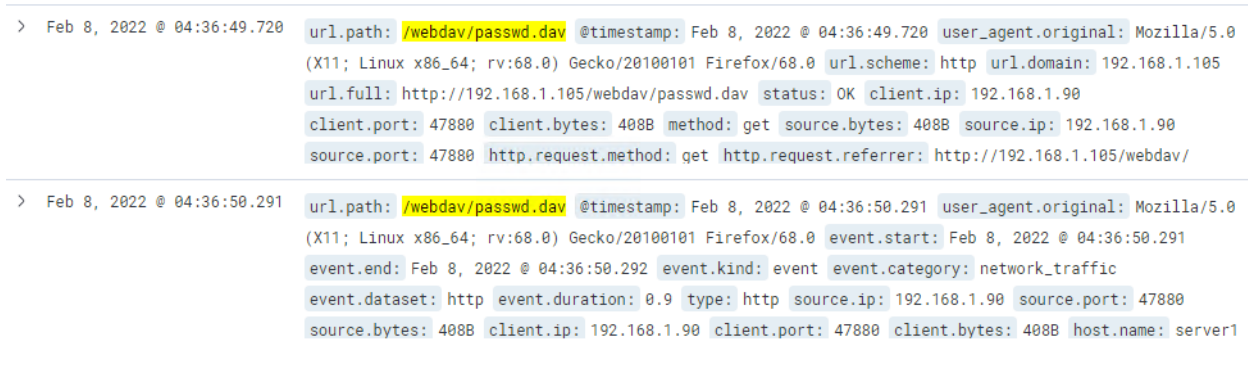 > Feb 8, 2022 @ 04:36:49.720 url.path: /webdav/passwd.dav @timestamp: Feb 8, 2022 @ 04:36:49.720 user_agent.original: Mozilla/5.0
(X11; Linux x86_64; rv:68.0) Gecko/20100101 Firefox/68.0 url.scheme: http url.domain: 192.168.1.105
url.full: http://192.168.1.105/webdav/passwd.dav status: OK client.ip: 192.168.1.90
client.port: 47880 client.bytes: 408B method: get source.bytes: 408B source.ip: 192.168.1.90
source.port: 47880 http.request.method: get http.request.referrer: http://192.168.1.105/webdav/
> Feb 8, 2022 @ 04:36:50.291 url.path: /webdav/passwd.dav @timestamp: Feb 8, 2022 @ 04:36:50.291 user_agent.original: Mozilla/5.0
(X11; Linux x86_64; rv:68.0) Gecko/20100101 Firefox/68.0 event.start: Feb 8, 2022 @ 04:36:50.291
event.end: Feb 8, 2022 @ 04:36:50.292 event.kind: event event.category: network_traffic
event.dataset: http event.duration: 0.9 type: http source.ip: 192.168.1.90 source.port: 47880
source.bytes: 408B client.ip: 192.168.1.90 client.port: 47880 client.bytes: 408B host.name: server1